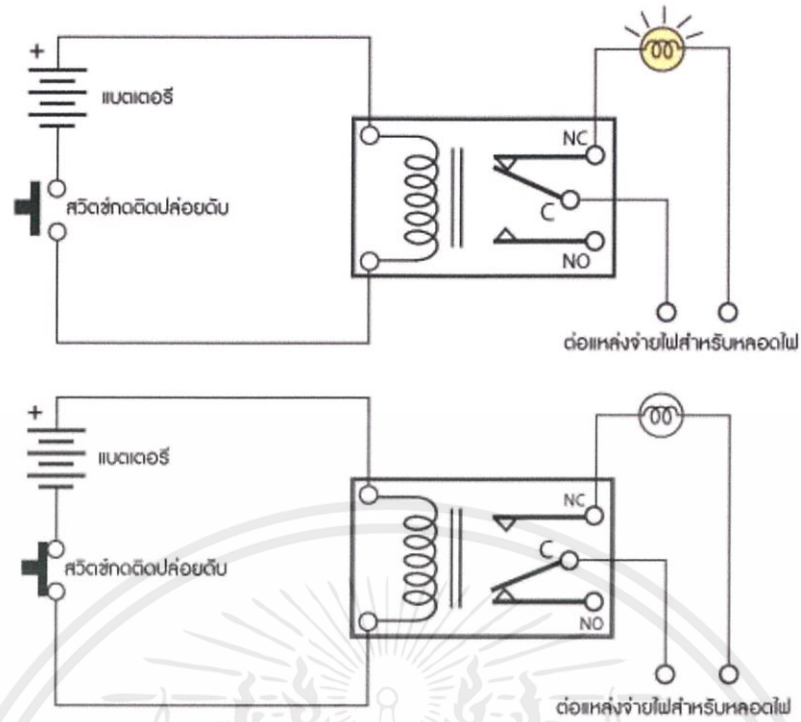 +
แบตเตอรี่
สวิตช์กดติดปล่อยดับ
NC
C
NO
ต่อแหล่งจ่ายไฟสำหรับหลอดไฟ
+
แบตเตอรี่
สวิตช์กดติดปล่อยดับ
NC
C
NO
ต่อแหล่งจ่ายไฟสำหรับหลอดไฟ